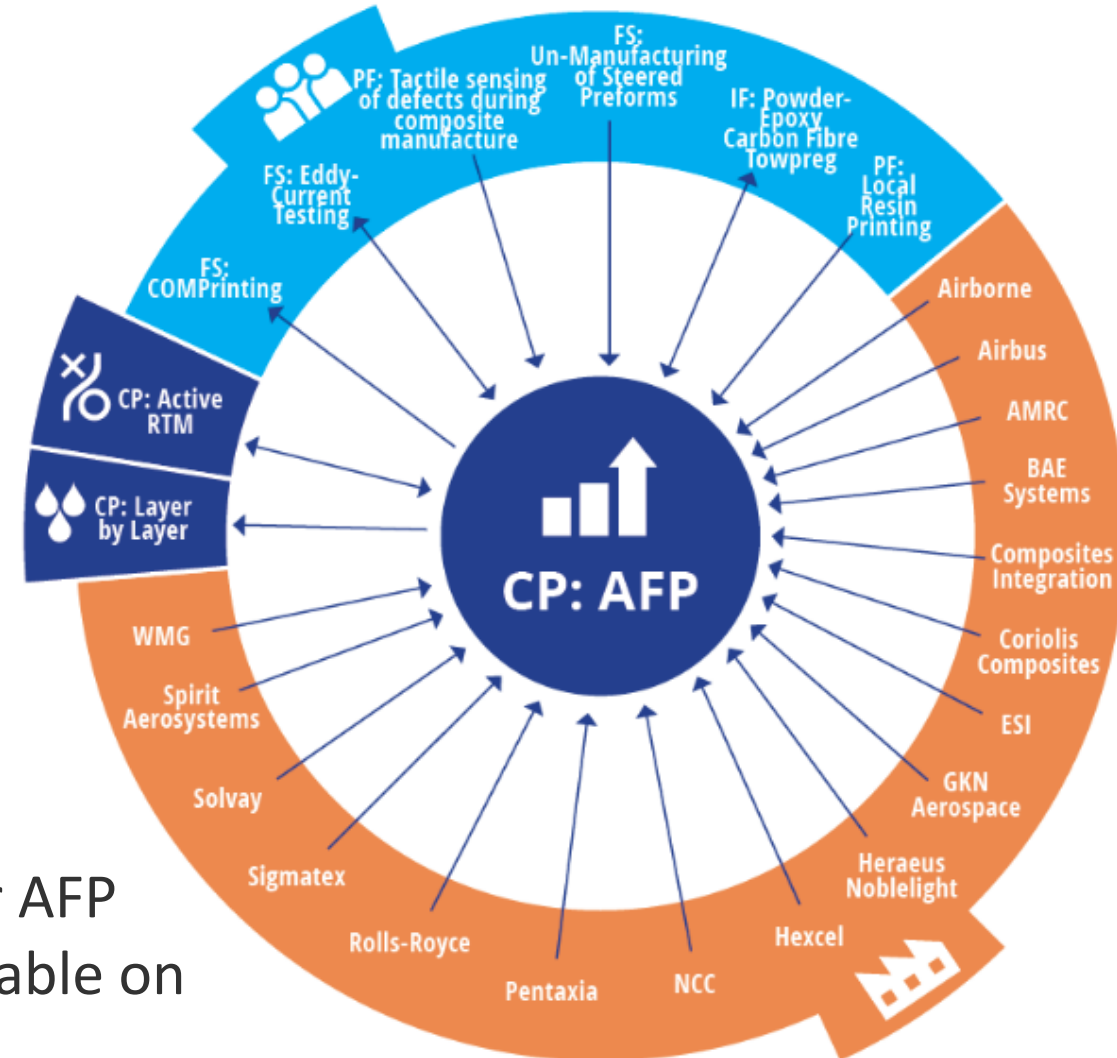 FS:
Un-Manufacturing
of Steered
Preforms
PF: Tactile sensing
of defects during
composite
manufacture
IF: Powder-
Epoxy
Carbon Fibre
Towpreg
PF:
Local
Resin
Printing
FS: Eddy-
Current
Testing
FS:
COMPrinting
CP: Active
RTM
CP: Layer
by Layer
CP: AFP
Airborne
Airbus
AMRC
BAE
Systems
Composites
Integration
Coriolis
Composites
ESI
GKN
Aerospace
Heraeus
Noblelight
Hexcel
NCC
Pentaxia
Rolls-Royce
Sigmatex
Solvay
Spirit
Aerosystems
WMG
AFP
able on